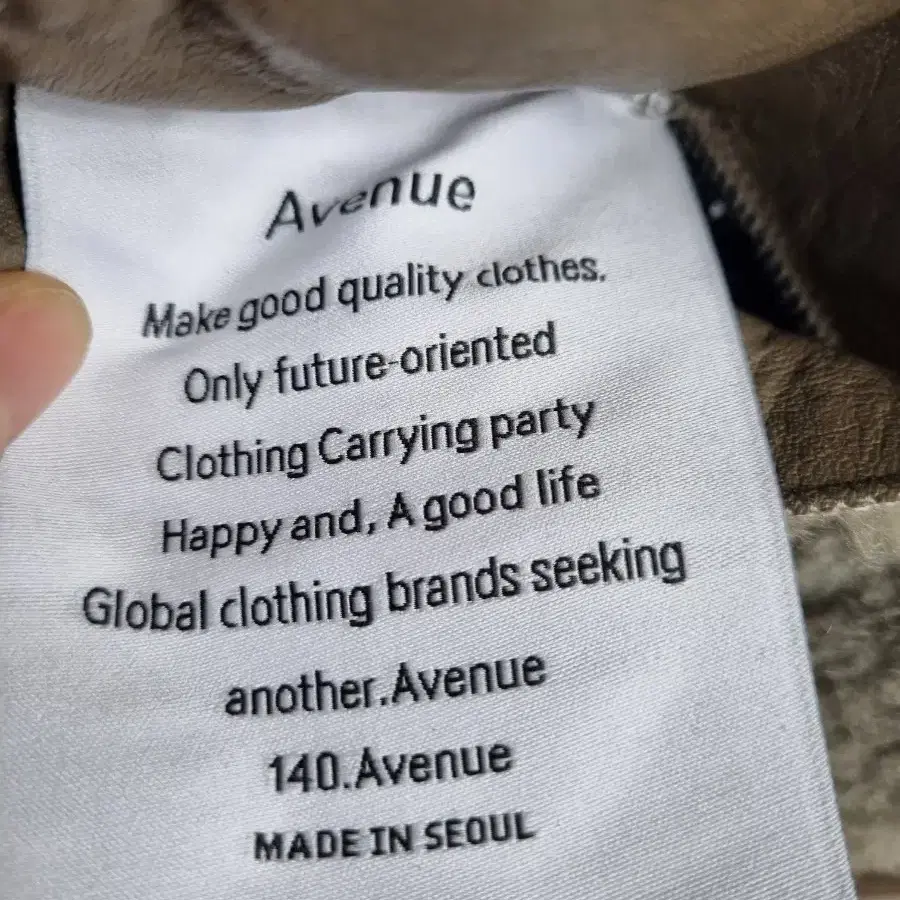 Avenue
Make good quality clothes.
Only future-oriented
Clothing Carrying party
Happy and, A good life
Global clothing brands seeking
another.Avenue
140.Avenue
MADE IN SEOUL